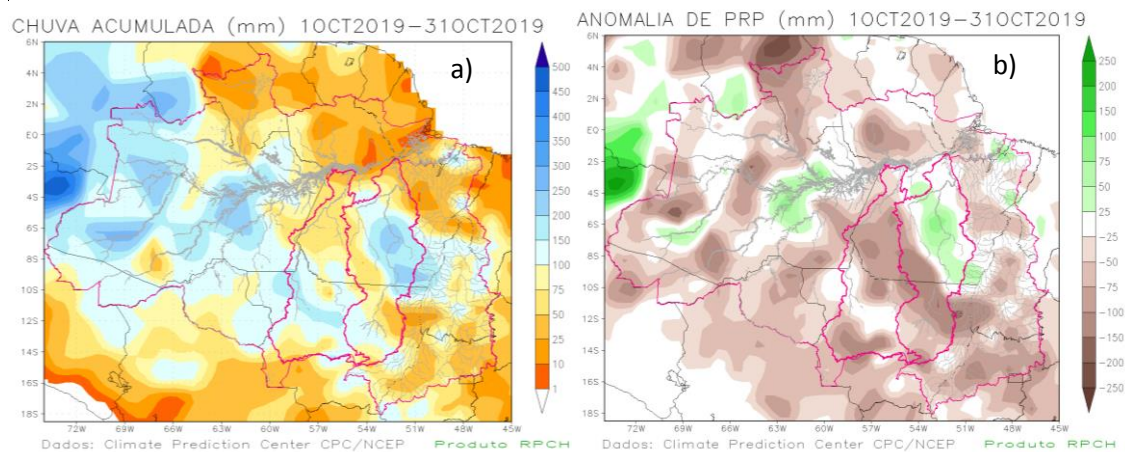 CHUVA ACUMULADA (mm) 1OCT2019–31OCT2019
a)
6N
4N
2N
EQ
2S
4S
6S
8S
10S
12S
14S
16S
18S
72W 69W 66W 63W 60W 57W 54W 51W 48W 45W
500
450
400
350
300
250
200
150
100
75
50
25
10
1
Dados: Climate Prediction Center CPC/NCEP Produto RPCH
ANOMALIA DE PRP (mm) 1OCT2019–31OCT2019
b)
6N
4N
2N
EQ
2S
4S
6S
8S
10S
12S
14S
16S
18S
72W 69W 66W 63W 60W 57W 54W 51W 48W 45W
250
200
150
100
75
50
25
−25
−50
−75
−100
−150
−200
−250
Dados: Climate Prediction Center CPC/NCEP Produto RPCH